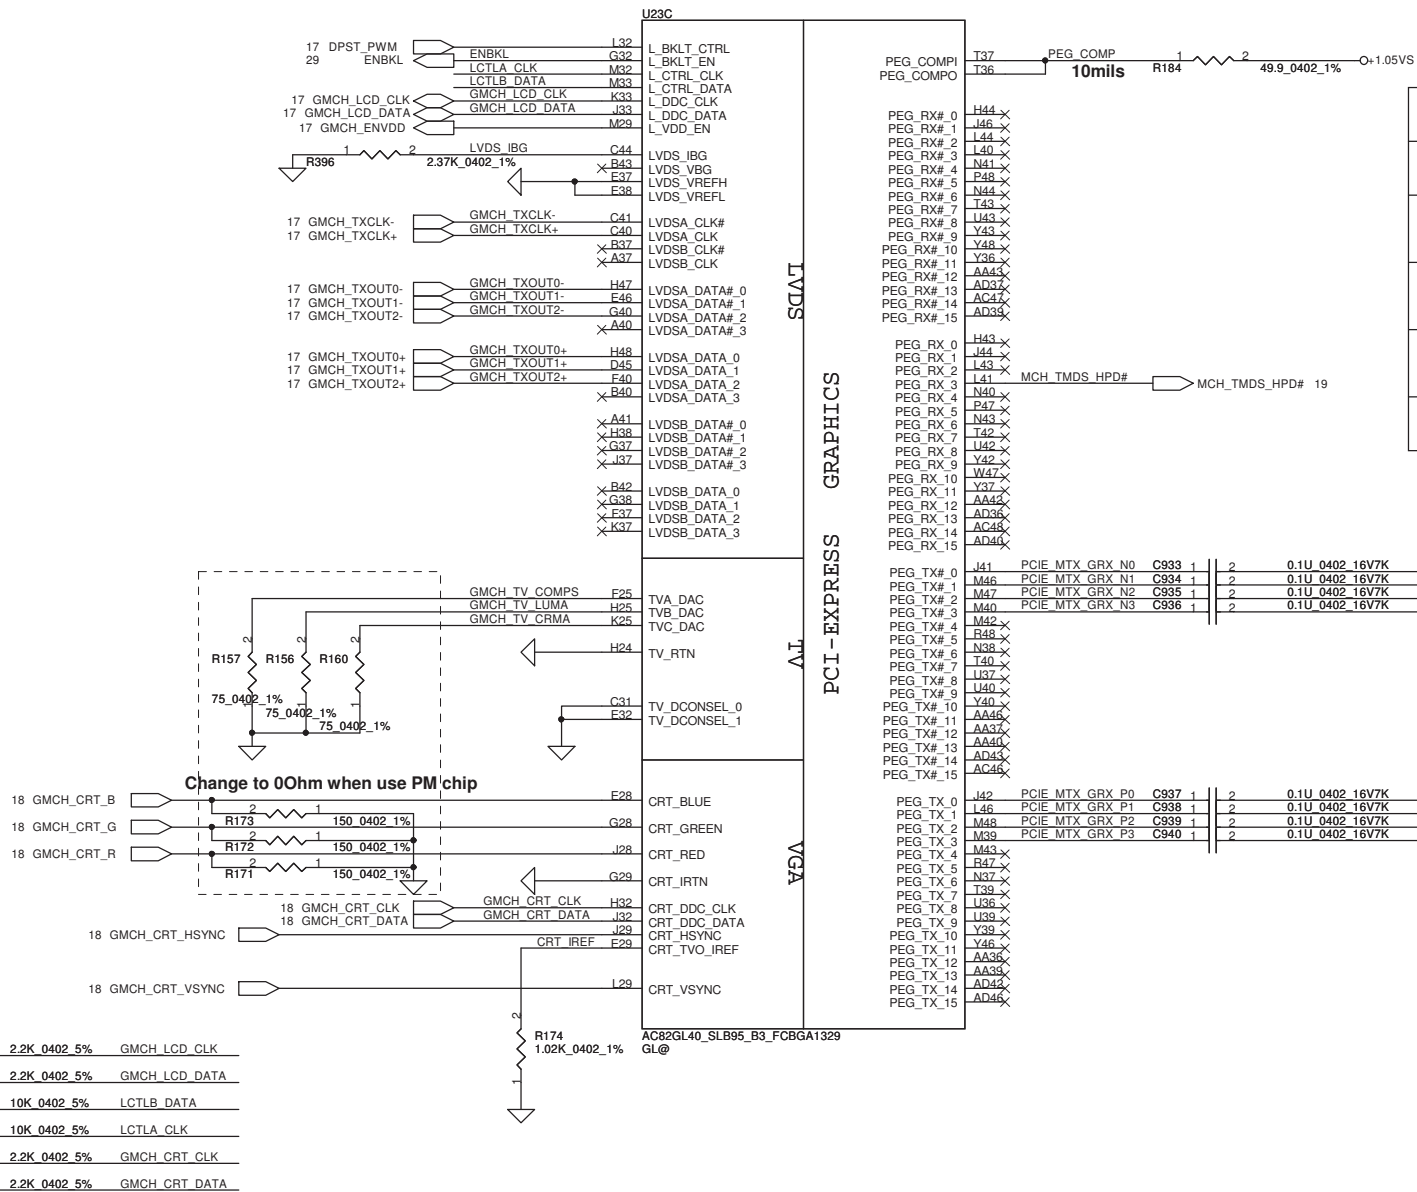 U23C
17 DPST_PWM L32 L_BKLT_CTRL
29 ENBKL ENBKL G32 L_BKLT_EN
LCTLA_CLK M32 L_CTRL_CLK
LCTLB_DATA M33 L_CTRL_DATA
17 GMCH_LCD_CLK GMCH_LCD_CLK K33 L_DDC_CLK
17 GMCH_LCD_DATA GMCH_LCD_DATA J33 L_DDC_DATA
17 GMCH_ENVDD M29 L_VDD_EN
R396 1 2 2.37K_0402_1% LVDS_IBG C44 LVDS_IBG
B43 LVDS_VBG
E37 LVDS_VREFH
E38 LVDS_VREFL
17 GMCH_TXCLK- GMCH_TXCLK- C41 LVDSA_CLK#
17 GMCH_TXCLK+ GMCH_TXCLK+ C40 LVDSA_CLK
B37 LVDSB_CLK#
A37 LVDSB_CLK
17 GMCH_TXOUT0- GMCH_TXOUT0- H47 LVDSA_DATA#_0
17 GMCH_TXOUT1- GMCH_TXOUT1- E46 LVDSA_DATA#_1
17 GMCH_TXOUT2- GMCH_TXOUT2- G40 LVDSA_DATA#_2
A40 LVDSA_DATA#_3
17 GMCH_TXOUT0+ GMCH_TXOUT0+ H48 LVDSA_DATA_0
17 GMCH_TXOUT1+ GMCH_TXOUT1+ D45 LVDSA_DATA_1
17 GMCH_TXOUT2+ GMCH_TXOUT2+ F40 LVDSA_DATA_2
B40 LVDSA_DATA_3
A41 LVDSB_DATA#_0
H38 LVDSB_DATA#_1
G37 LVDSB_DATA#_2
J37 LVDSB_DATA#_3
B42 LVDSB_DATA_0
G38 LVDSB_DATA_1
F37 LVDSB_DATA_2
K37 LVDSB_DATA_3
LVDS
GMCH_TV_COMPS F25 TVA_DAC
GMCH_TV_LUMA H25 TVB_DAC
GMCH_TV_CRMA K25 TVC_DAC
H24 TV_RTN
C31 TV_DCONSEL_0
E32 TV_DCONSEL_1
TV
2 2 2
R157 R156 R160
1 1 1
75_0402_1%
75_0402_1%
75_0402_1%
Change to 0Ohm when use PM chip
18 GMCH_CRT_B E28 CRT_BLUE
2 1 R173 150_0402_1%
18 GMCH_CRT_G G28 CRT_GREEN
2 1 R172 150_0402_1%
18 GMCH_CRT_R J28 CRT_RED
2 1 R171 150_0402_1%
G29 CRT_IRTN
18 GMCH_CRT_CLK GMCH_CRT_CLK H32 CRT_DDC_CLK
18 GMCH_CRT_DATA GMCH_CRT_DATA J32 CRT_DDC_DATA
18 GMCH_CRT_HSYNC J29 CRT_HSYNC
CRT_IREF E29 CRT_TVO_IREF
18 GMCH_CRT_VSYNC L29 CRT_VSYNC
VGA
2 1
R174
1.02K_0402_1%
AC82GL40_SLB95_B3_FCBGA1329
GL@
PCI-EXPRESS GRAPHICS
PEG_COMPI T37 PEG_COMP 1 2 +1.05VS
PEG_COMPO T36 10mils R184 49.9_0402_1%
PEG_RX#_0 H44
PEG_RX#_1 J46
PEG_RX#_2 L44
PEG_RX#_3 L40
PEG_RX#_4 N41
PEG_RX#_5 P48
PEG_RX#_6 N44
PEG_RX#_7 T43
PEG_RX#_8 U43
PEG_RX#_9 Y43
PEG_RX#_10 Y48
PEG_RX#_11 Y36
PEG_RX#_12 AA43
PEG_RX#_13 AD37
PEG_RX#_14 AC47
PEG_RX#_15 AD39
PEG_RX_0 H43
PEG_RX_1 J44
PEG_RX_2 L43
PEG_RX_3 L41 MCH_TMDS_HPD# MCH_TMDS_HPD# 19
PEG_RX_4 N40
PEG_RX_5 P47
PEG_RX_6 N43
PEG_RX_7 T42
PEG_RX_8 U42
PEG_RX_9 Y42
PEG_RX_10 W47
PEG_RX_11 Y37
PEG_RX_12 AA42
PEG_RX_13 AD36
PEG_RX_14 AC48
PEG_RX_15 AD40
PEG_TX#_0 J41 PCIE_MTX_GRX_N0 C933 1 2 0.1U_0402_16V7K
PEG_TX#_1 M46 PCIE_MTX_GRX_N1 C934 1 2 0.1U_0402_16V7K
PEG_TX#_2 M47 PCIE_MTX_GRX_N2 C935 1 2 0.1U_0402_16V7K
PEG_TX#_3 M40 PCIE_MTX_GRX_N3 C936 1 2 0.1U_0402_16V7K
PEG_TX#_4 M42
PEG_TX#_5 R48
PEG_TX#_6 N38
PEG_TX#_7 T40
PEG_TX#_8 U37
PEG_TX#_9 U40
PEG_TX#_10 Y40
PEG_TX#_11 AA46
PEG_TX#_12 AA37
PEG_TX#_13 AA40
PEG_TX#_14 AD43
PEG_TX#_15 AC46
PEG_TX_0 J42 PCIE_MTX_GRX_P0 C937 1 2 0.1U_0402_16V7K
PEG_TX_1 L46 PCIE_MTX_GRX_P1 C938 1 2 0.1U_0402_16V7K
PEG_TX_2 M48 PCIE_MTX_GRX_P2 C939 1 2 0.1U_0402_16V7K
PEG_TX_3 M39 PCIE_MTX_GRX_P3 C940 1 2 0.1U_0402_16V7K
PEG_TX_4 M43
PEG_TX_5 R47
PEG_TX_6 N37
PEG_TX_7 T39
PEG_TX_8 U36
PEG_TX_9 U39
PEG_TX_10 Y39
PEG_TX_11 Y46
PEG_TX_12 AA36
PEG_TX_13 AA39
PEG_TX_14 AD42
PEG_TX_15 AD46
2.2K_0402_5% GMCH_LCD_CLK
2.2K_0402_5% GMCH_LCD_DATA
10K_0402_5% LCTLB_DATA
10K_0402_5% LCTLA_CLK
2.2K_0402_5% GMCH_CRT_CLK
2.2K_0402_5% GMCH_CRT_DATA